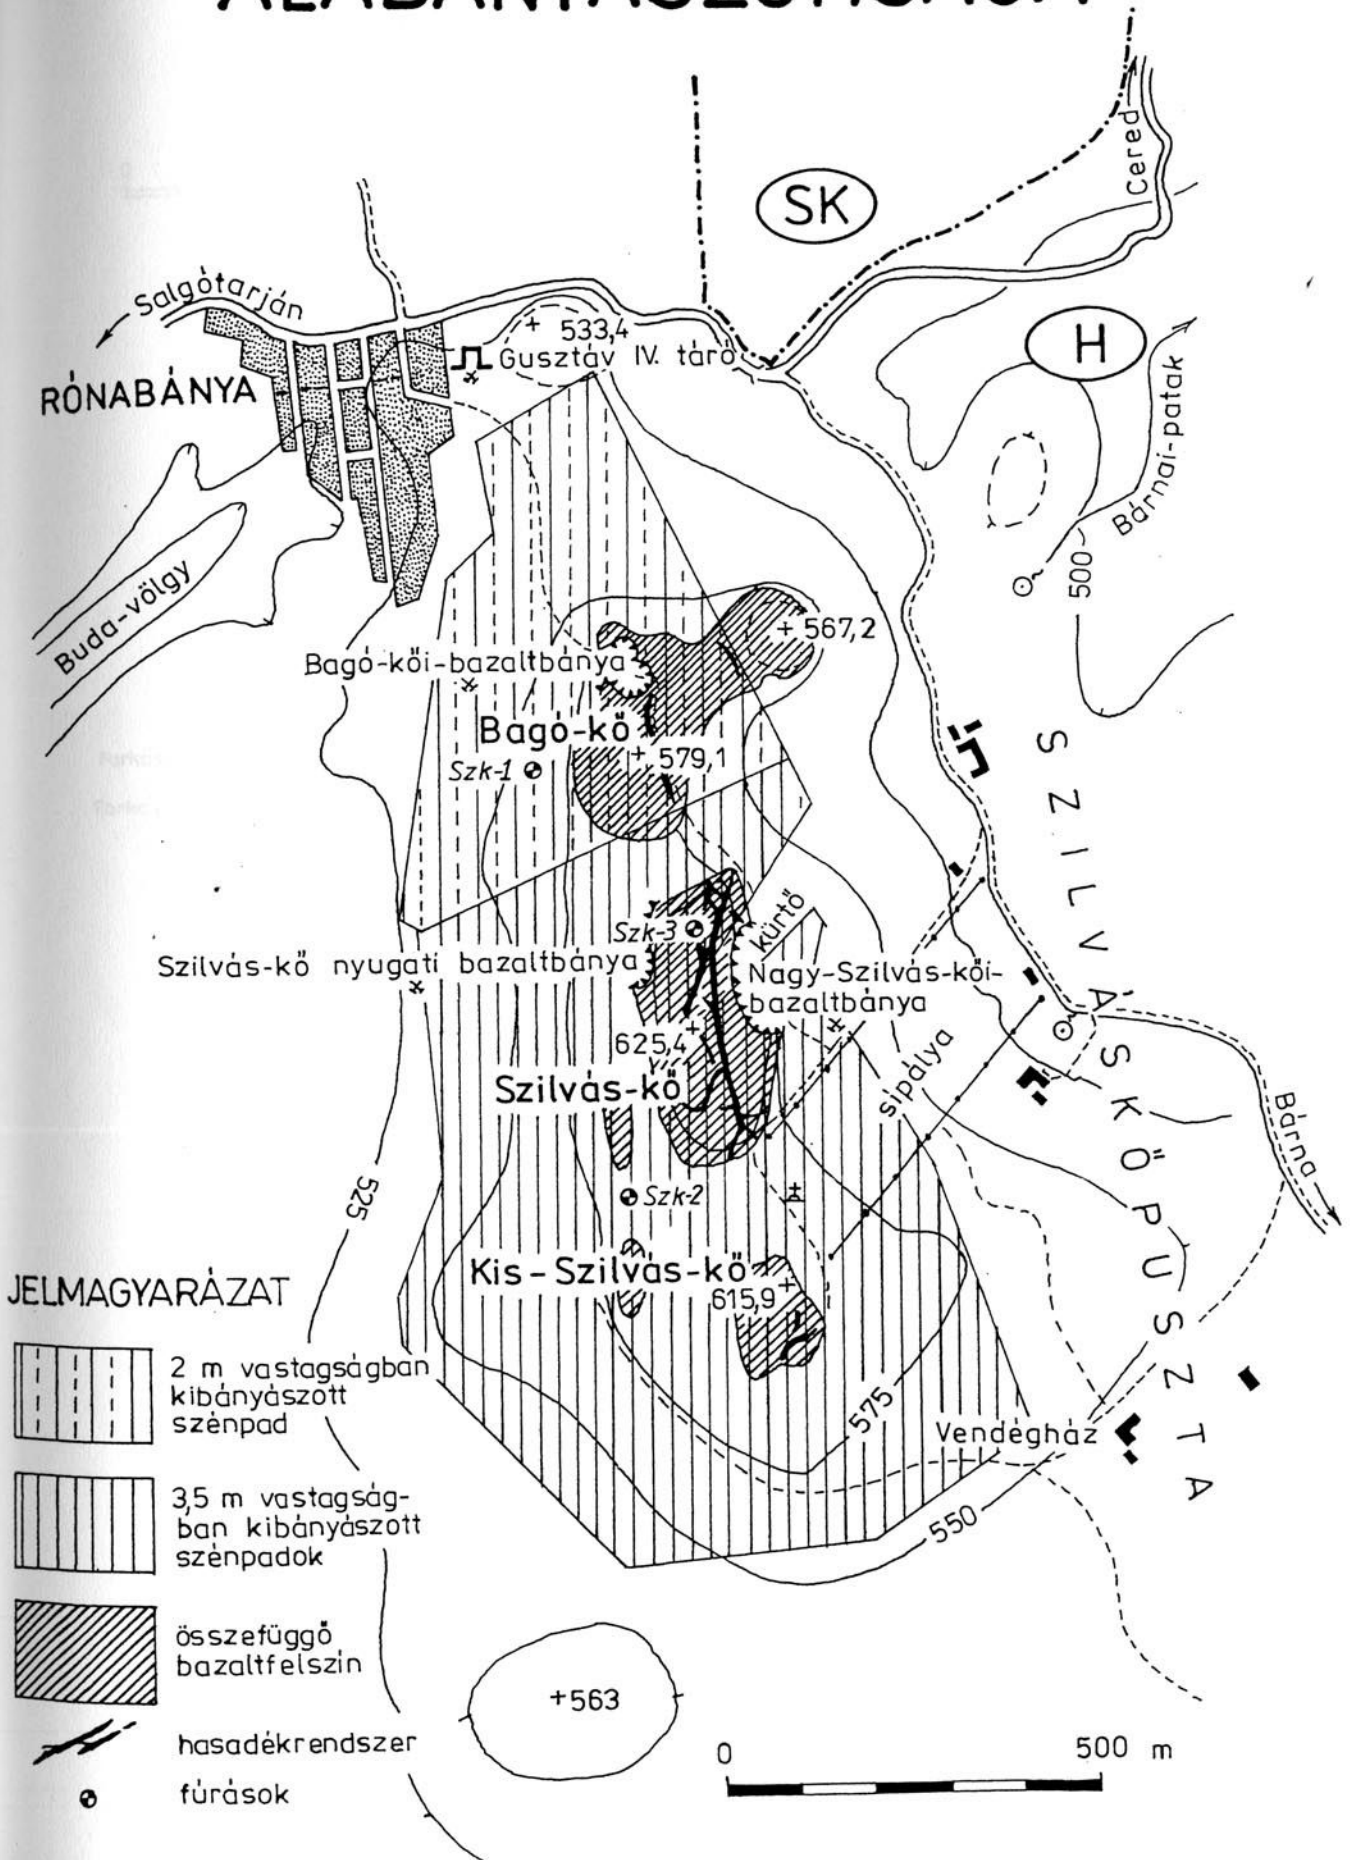 SK
Cered
Salgótarján
533,4
Gusztáv IV. táró
H
RÓNABÁNYA
Bárnai-patak
500
Buda-völgy
567,2
Bagó-kői-bazaltbánya
Bagó-kő
579,1
Szk-1
SZILVÁSKŐPUSZTA
kürtő
Szk-3
Szilvás-kő nyugati bazaltbánya
Nagy-Szilvás-kői-
bazaltbánya
625,4
Szilvás-kő
sípálya
Bárna
525
Szk-2
Kis-Szilvás-kő
615,9
JELMAGYARÁZAT
2 m vastagságban
kibányászott
szénpad
575
Vendégház
3,5 m vastagság-
ban kibányászott
szénpadok
550
összefüggő
bazaltfelszín
+563
hasadékrendszer
0 500 m
fúrások